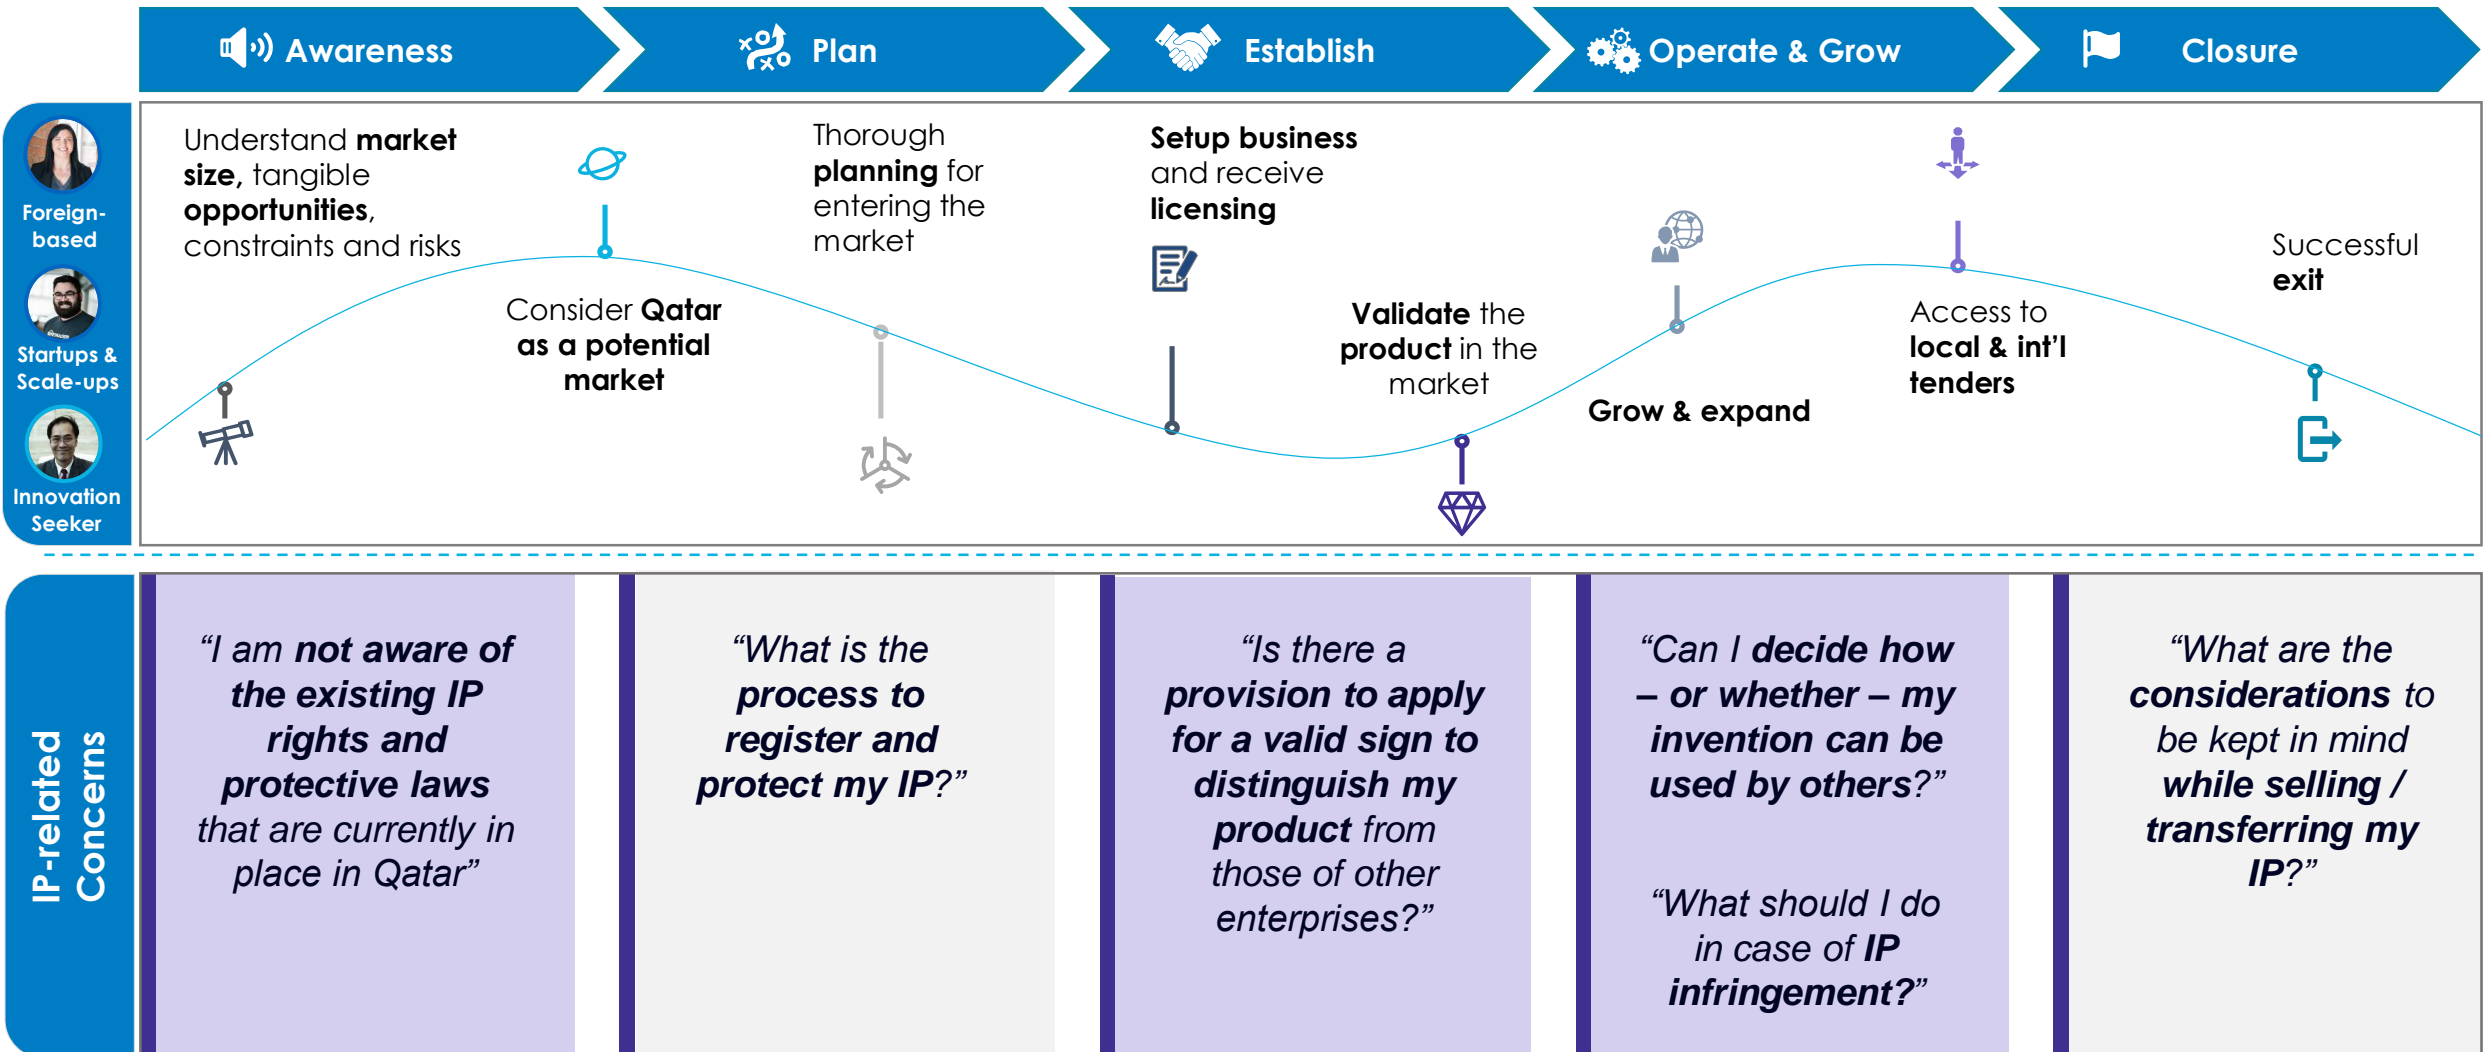 Awareness
Plan
Establish
Operate & Grow
Closure
Foreign-
based
Startups &
Scale-ups
Innovation
Seeker
Understand market
size, tangible
opportunities,
constraints and risks
Consider Qatar
as a potential
market
Thorough
planning for
entering the
market
Setup business
and receive
licensing
Validate the
product in the
market
Grow & expand
Access to
local & int'l
tenders
Successful
exit
IP-related
Concerns
“I am not aware of
the existing IP
rights and
protective laws
that are currently in
place in Qatar”
“What is the
process to
register and
protect my IP?”
“Is there a
provision to apply
for a valid sign to
distinguish my
product from
those of other
enterprises?”
“Can I decide how
– or whether – my
invention can be
used by others?”
“What should I do
in case of IP
infringement?”
“What are the
considerations to
be kept in mind
while selling /
transferring my
IP?”